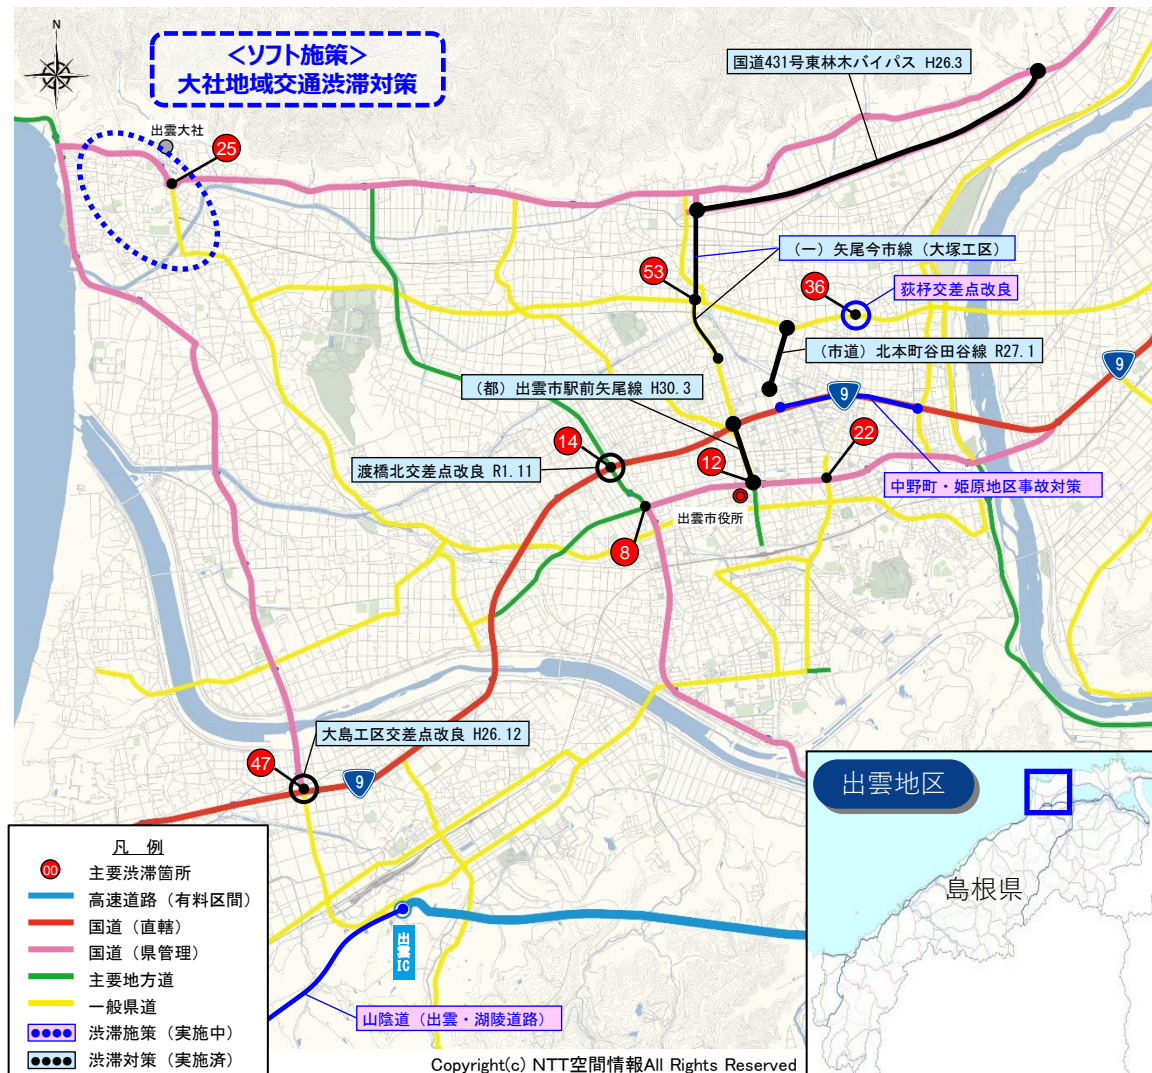 N
<ソフト施策>
大社地域交通渋滞対策
国道431号東林木バイパス H26.3
出雲大社
25
(一)矢尾今市線(大塚工区)
53
36
荻杼交差点改良
(市道)北本町谷田谷線 R27.1
9
(都)出雲市駅前矢尾線 H30.3
9
14
22
渡橋北交差点改良 R1.11
12
中野町・姫原地区事故対策
出雲市役所
8
大島工区交差点改良 H26.12
47
9
出雲地区
島根県
凡 例
00 主要渋滞箇所
高速道路(有料区間)
国道(直轄)
国道(県管理)
主要地方道
一般県道
渋滞施策(実施中)
渋滞対策(実施済)
出雲IC
山陰道(出雲・湖陵道路)
Copyright(c) NTT空間情報All Rights Reserved